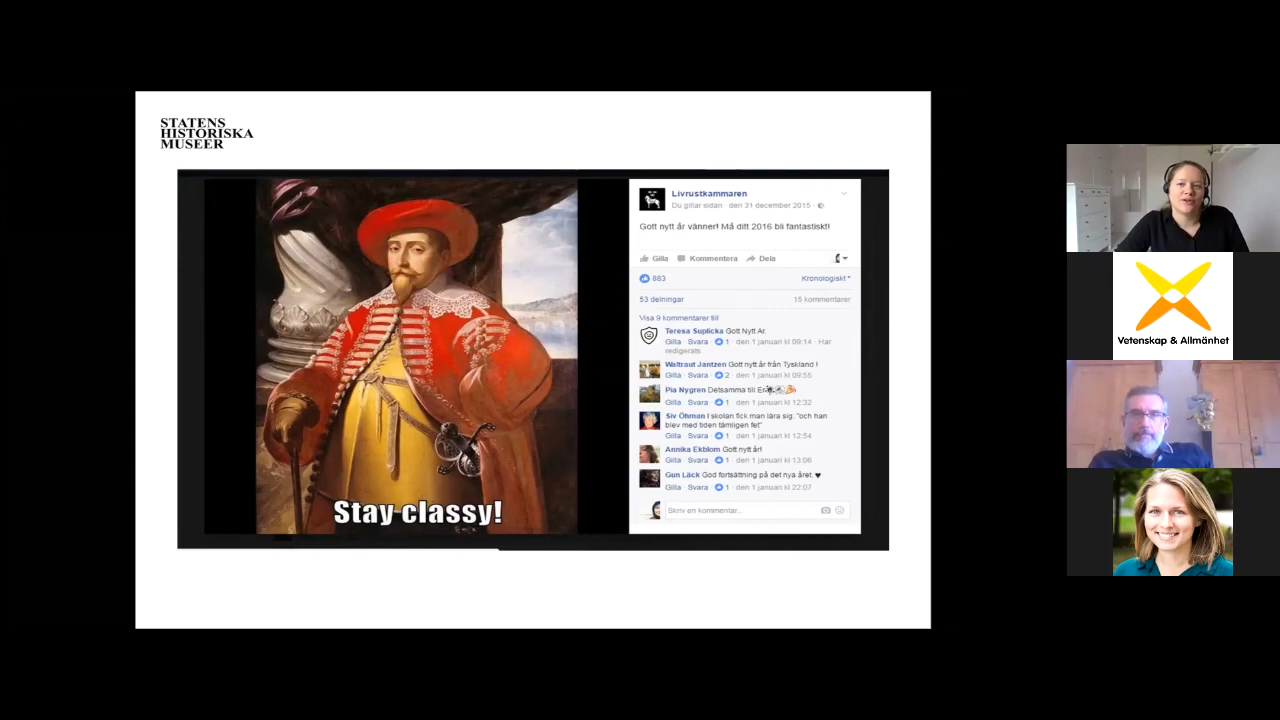 STATENS
HISTORISKA
MUSEER
Stay classy!
Livrustkammaren
Du gillar sidan · den 31 december 2015 ·
Gott nytt år vänner! Må ditt 2016 bli fantastiskt!
Gilla Kommentera Dela
883 Kronologiskt
53 delningar 15 kommentarer
Visa 9 kommentarer till
Teresa Suplicka Gott Nytt År.
Gilla · Svara · 1 · den 1 januari kl 09:14 · Har
redigerats
Waltraut Jantzen Gott nytt år från Tyskland !
Gilla · Svara · 2 · den 1 januari kl 09:55
Pia Nygren Detsamma till Er
Gilla · Svara · 1 · den 1 januari kl 12:32
Siv Öhman I skolan fick man lära sig: "och han
blev med tiden tämligen fet"
Gilla · Svara · 1 · den 1 januari kl 12:54
Annika Ekblom Gott nytt år!
Gilla · Svara · 1 · den 1 januari kl 13:06
Gun Läck God fortsättning på det nya året. ♥
Gilla · Svara · 1 · den 1 januari kl 22:07
Skriv en kommentar...
Vetenskap & Allmänhet